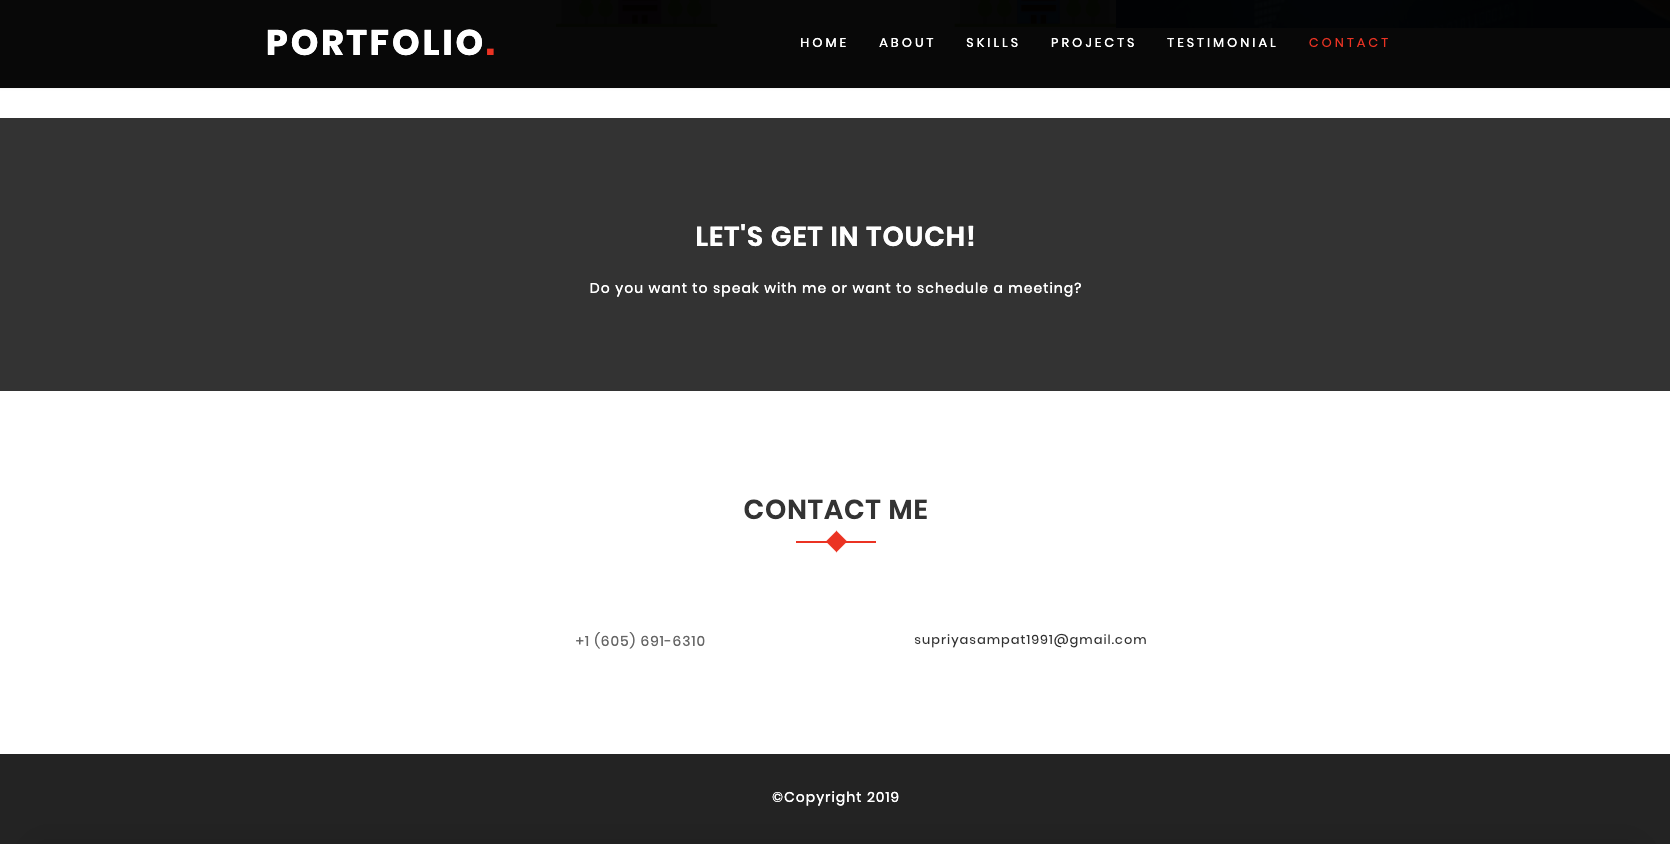 PORTFOLIO.
HOME ABOUT SKILLS PROJECTS TESTIMONIAL CONTACT
LET'S GET IN TOUCH!
Do you want to speak with me or want to schedule a meeting?
CONTACT ME
+1 (605) 691-6310 supriyasampat1991@gmail.com
©Copyright 2019